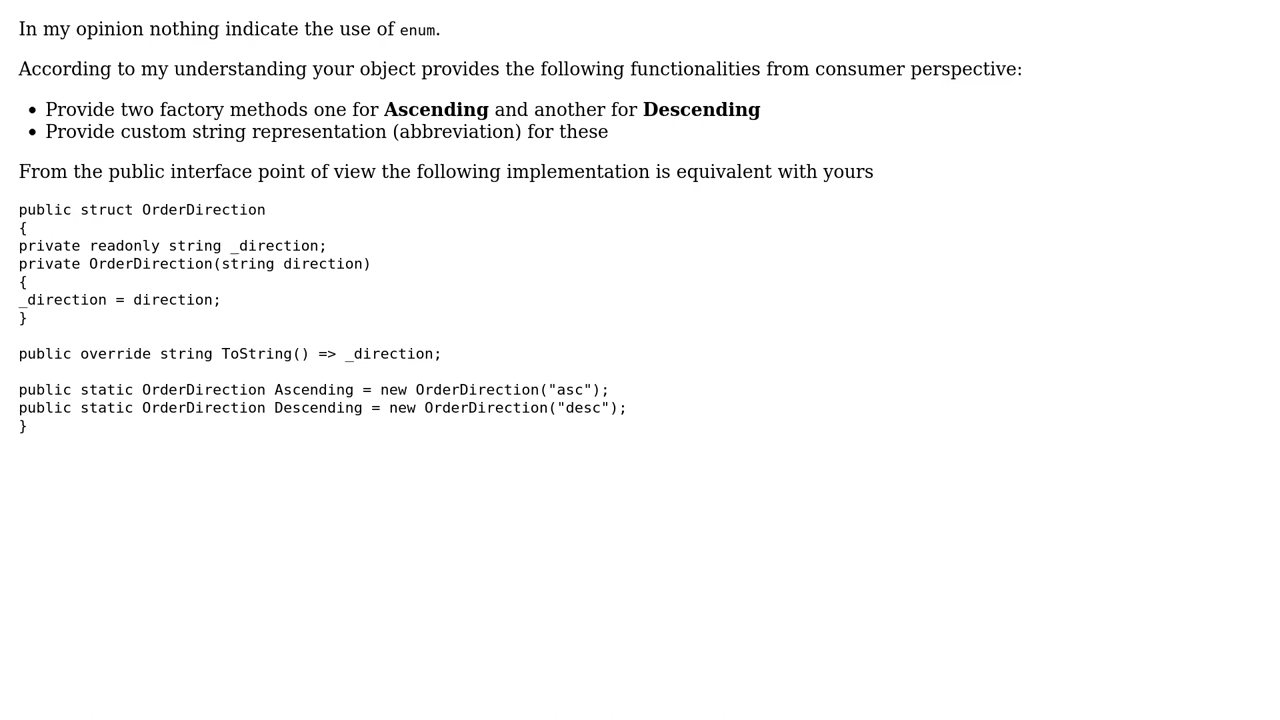 In my opinion nothing indicate the use of enum.
According to my understanding your object provides the following functionalities from consumer perspective:
• Provide two factory methods one for Ascending and another for Descending
• Provide custom string representation (abbreviation) for these
From the public interface point of view the following implementation is equivalent with yours
public struct OrderDirection
{
private readonly string _direction;
private OrderDirection(string direction)
{
_direction = direction;
}
public override string ToString() => _direction;
public static OrderDirection Ascending = new OrderDirection("asc");
public static OrderDirection Descending = new OrderDirection("desc");
}